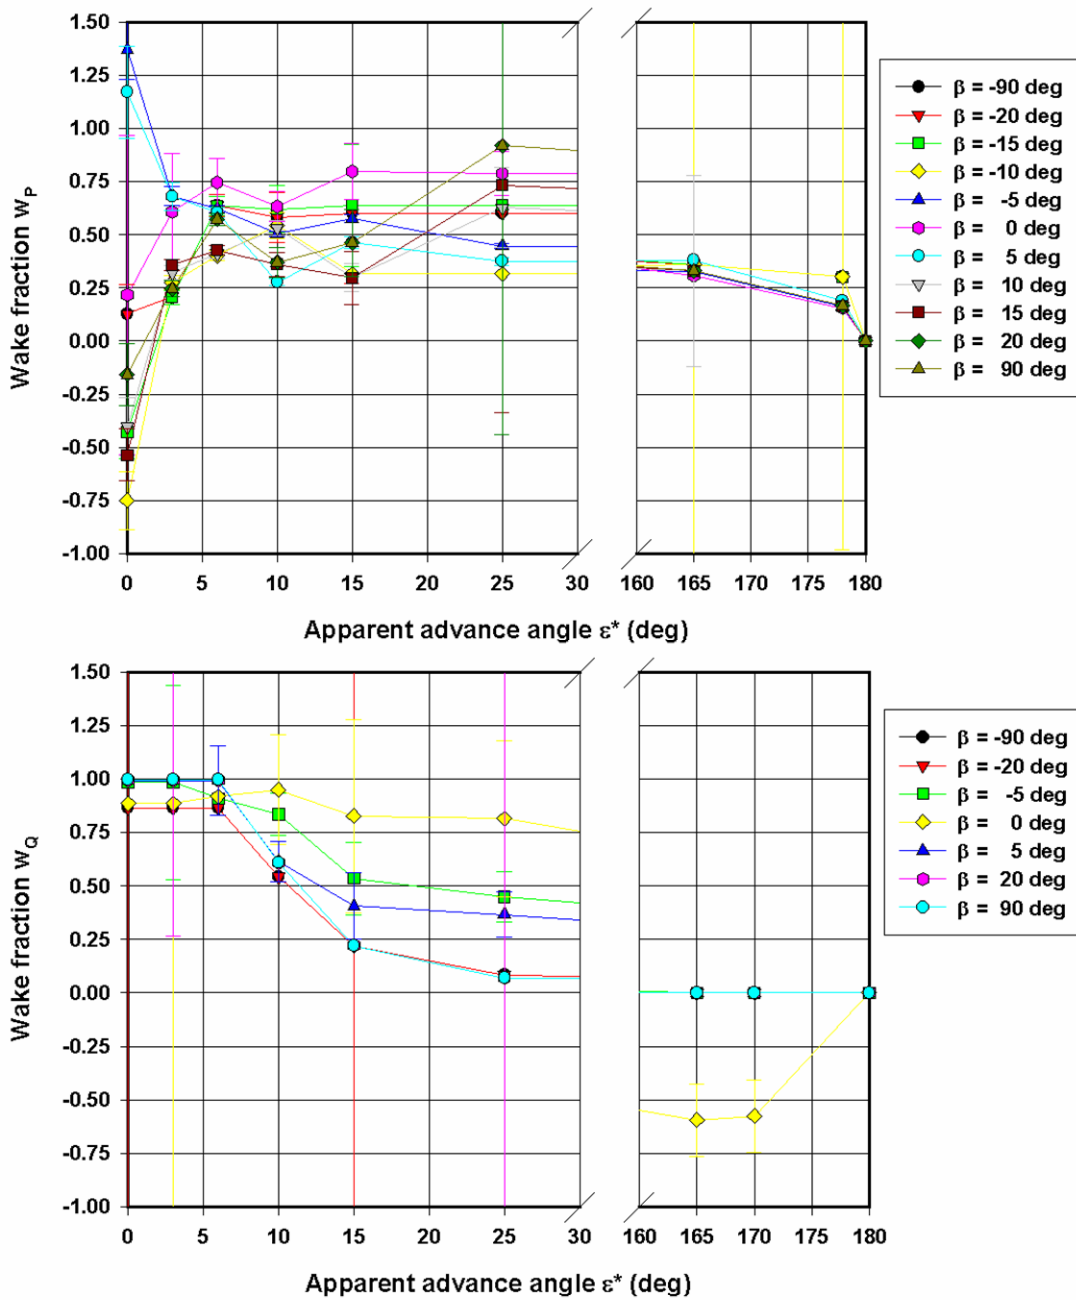 Wake fraction wP
1.50
1.25
1.00
0.75
0.50
0.25
0.00
-0.25
-0.50
-0.75
-1.00
0 5 10 15 20 25 30 160 165 170 175 180
Apparent advance angle ε* (deg)
β = -90 deg
β = -20 deg
β = -15 deg
β = -10 deg
β = -5 deg
β = 0 deg
β = 5 deg
β = 10 deg
β = 15 deg
β = 20 deg
β = 90 deg
Wake fraction wQ
1.50
1.25
1.00
0.75
0.50
0.25
0.00
-0.25
-0.50
-0.75
-1.00
0 5 10 15 20 25 30 160 165 170 175 180
Apparent advance angle ε* (deg)
β = -90 deg
β = -20 deg
β = -5 deg
β = 0 deg
β = 5 deg
β = 20 deg
β = 90 deg